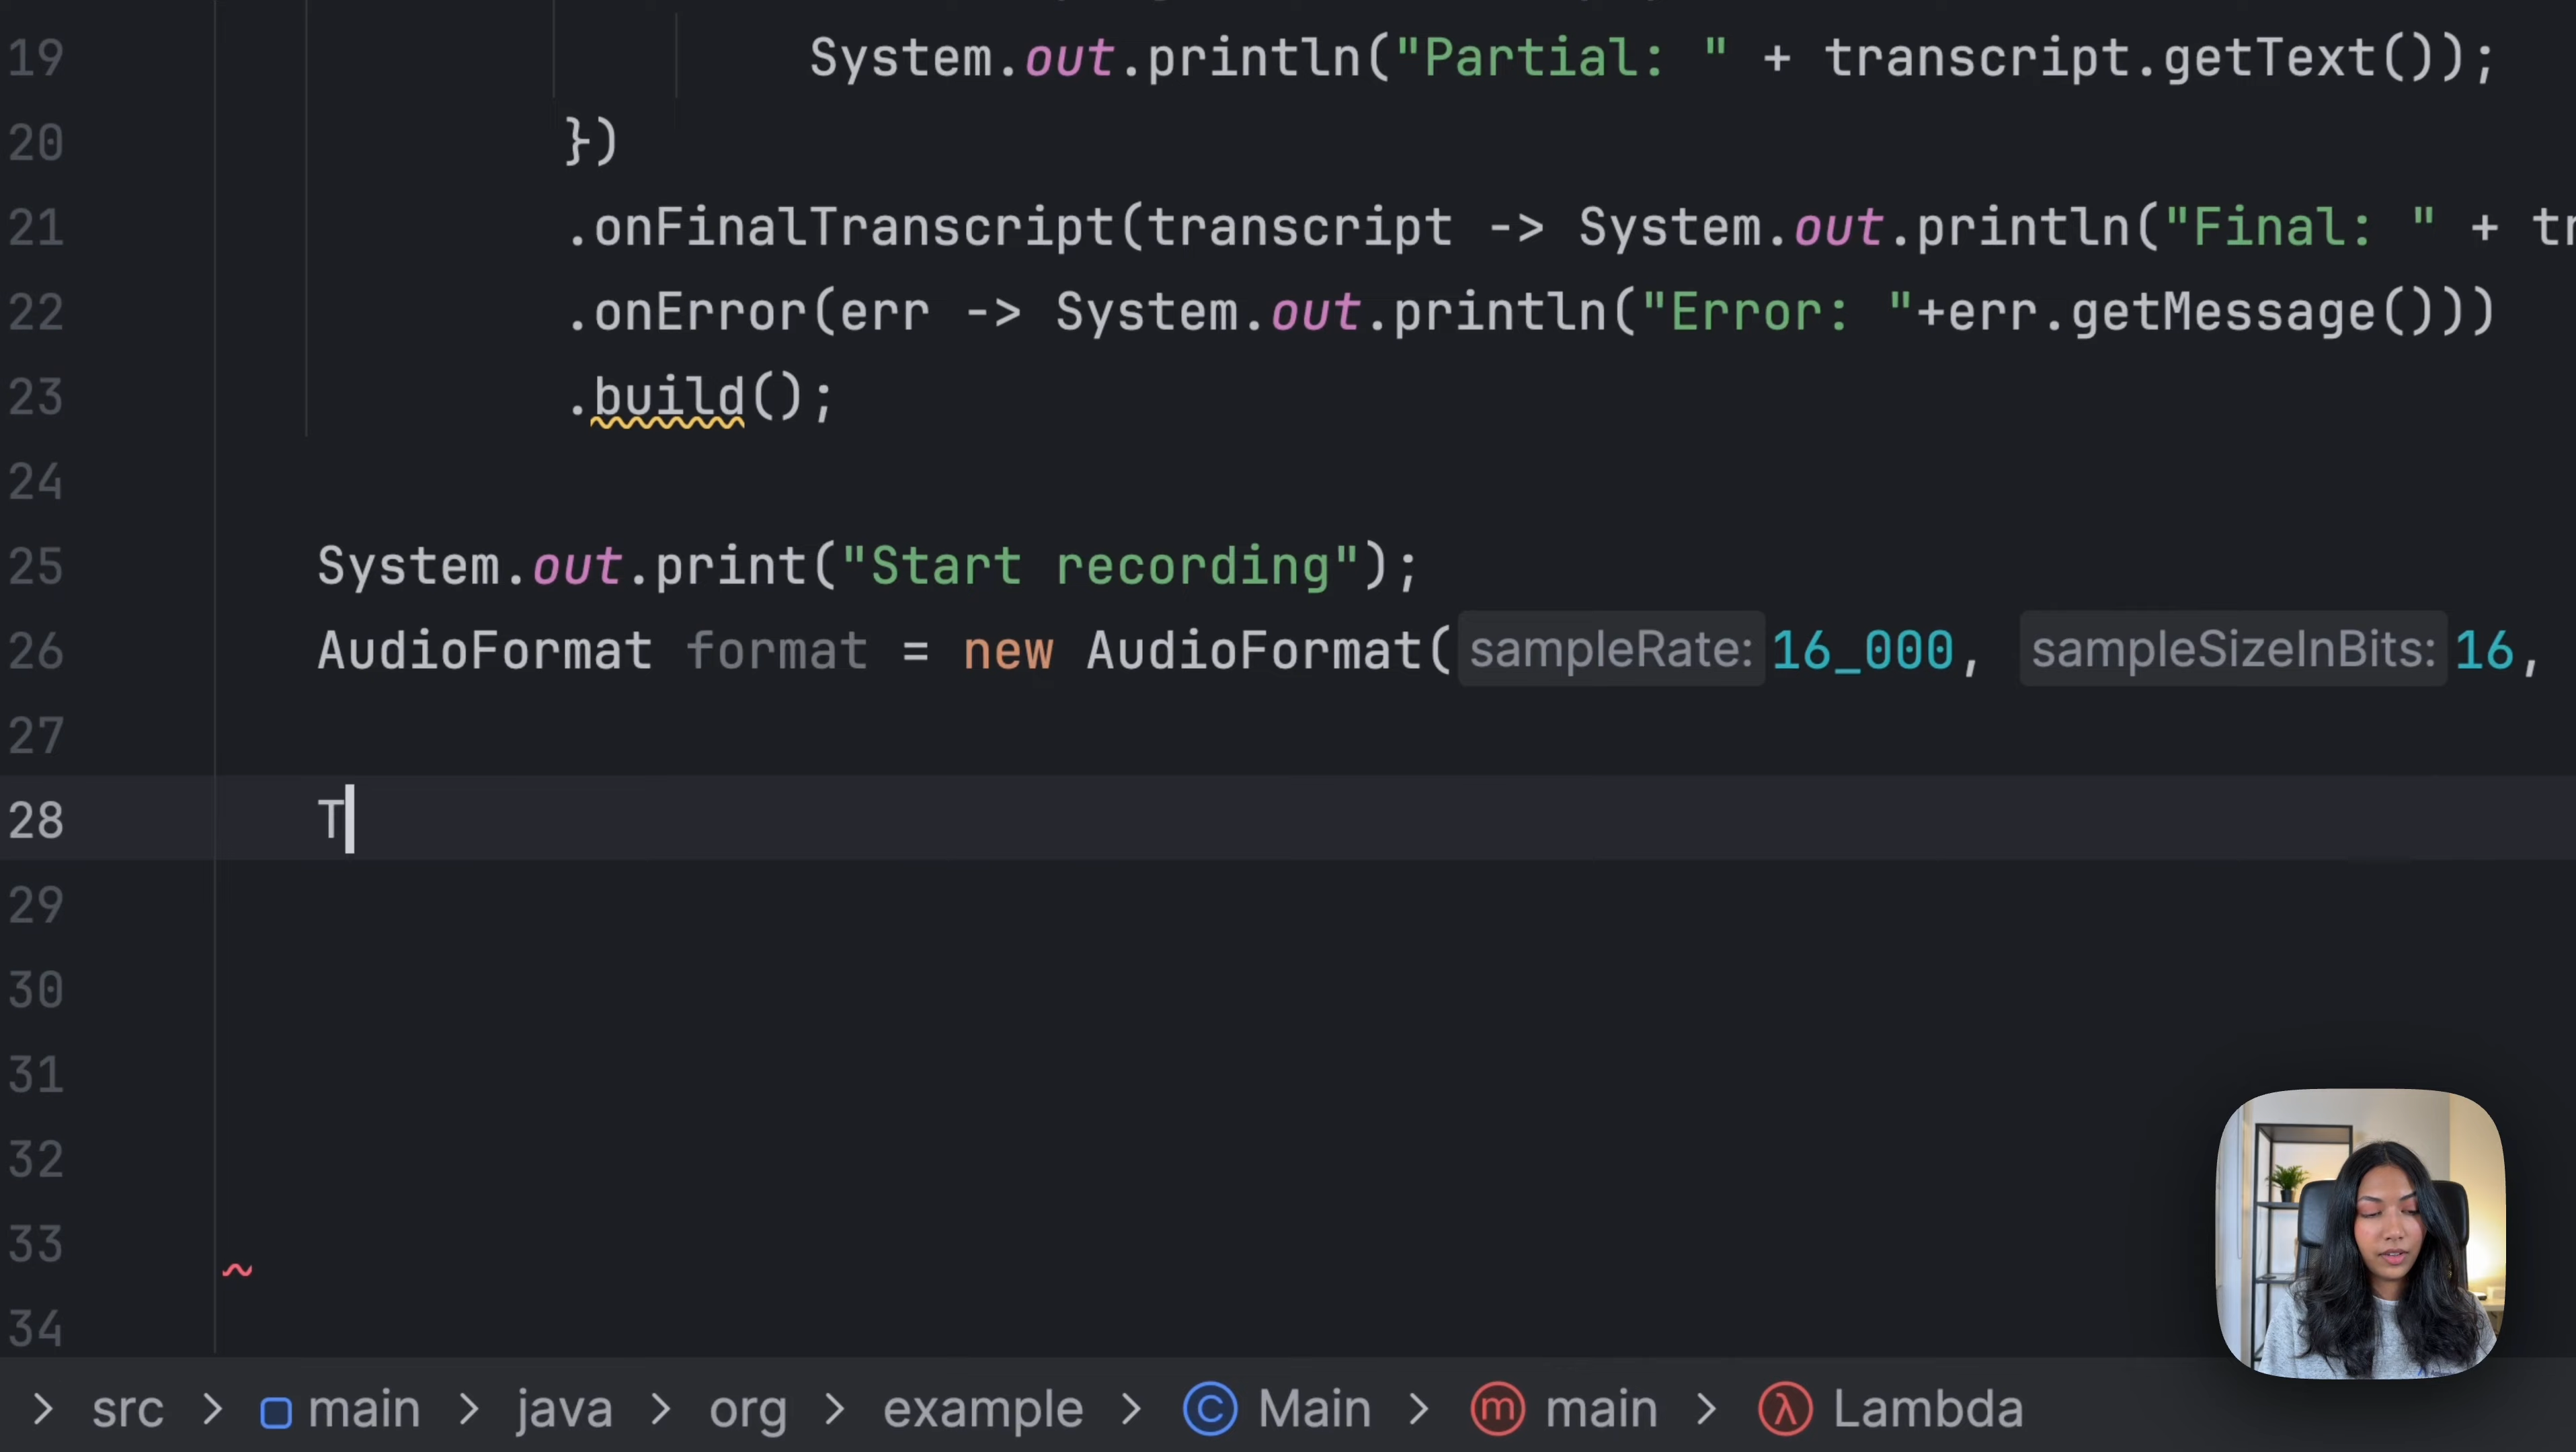 19 System.out.println("Partial: " + transcript.getText());
20 })
21 .onFinalTranscript(transcript -> System.out.println("Final: " + tr
22 .onError(err -> System.out.println("Error: "+err.getMessage()))
23 .build();
24
25 System.out.print("Start recording");
26 AudioFormat format = new AudioFormat( sampleRate: 16_000, sampleSizeInBits: 16,
27
28 T
29
30
31
32
33
34
> src > main > java > org > example > C Main > m main > λ Lambda